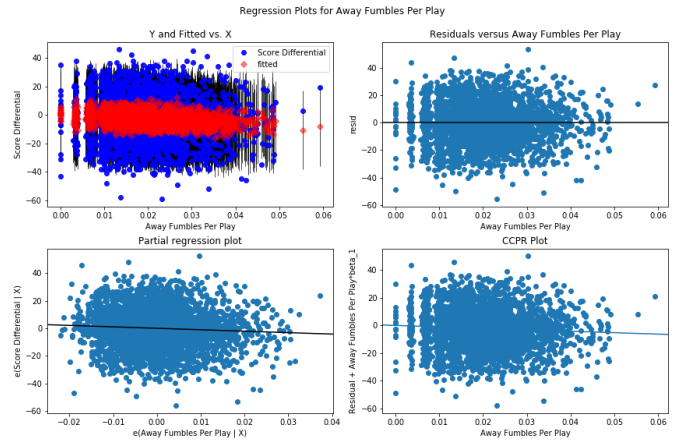 Regression Plots for Away Fumbles Per Play
Y and Fitted vs. X
Score Differential
fitted
Score Differential
40
20
0
−20
−40
−60
0.00 0.01 0.02 0.03 0.04 0.05 0.06
Away Fumbles Per Play
Residuals versus Away Fumbles Per Play
resid
60
40
20
0
−20
−40
−60
0.00 0.01 0.02 0.03 0.04 0.05 0.06
Away Fumbles Per Play
Partial regression plot
e(Score Differential | X)
40
20
0
−20
−40
−60
−0.02 −0.01 0.00 0.01 0.02 0.03 0.04
e(Away Fumbles Per Play | X)
CCPR Plot
Residual + Away Fumbles Per Play*beta_1
40
20
0
−20
−40
−60
0.00 0.01 0.02 0.03 0.04 0.05 0.06
Away Fumbles Per Play